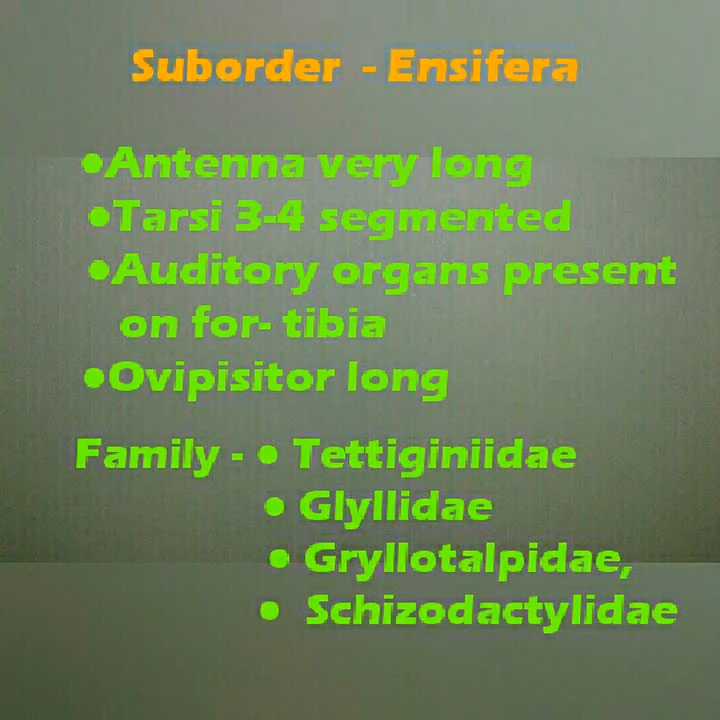 Suborder - Ensifera
●Antenna very long
●Tarsi 3-4 segmented
●Auditory organs present
on for- tibia
●Ovipisitor long
Family - ● Tettiginiidae
● Glyllidae
● Gryllotalpidae,
● Schizodactylidae